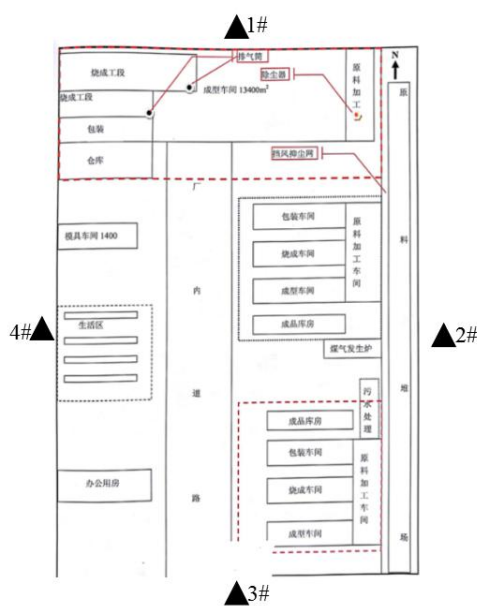 ▲1#
排气筒
烧成工段
除尘器
原料加工
N
成型车间 13400m²
烧成工段
原
包装
挡风抑尘网
仓库
厂
包装车间
原料加工车间
模具车间 1400
料
烧成车间
内
成型车间
4#▲
生活区
成品库房
▲2#
煤气发生炉
污水处理
道
堆
成品库房
包装车间
原料加工车间
办公用房
烧成车间
路
成型车间
场
▲3#